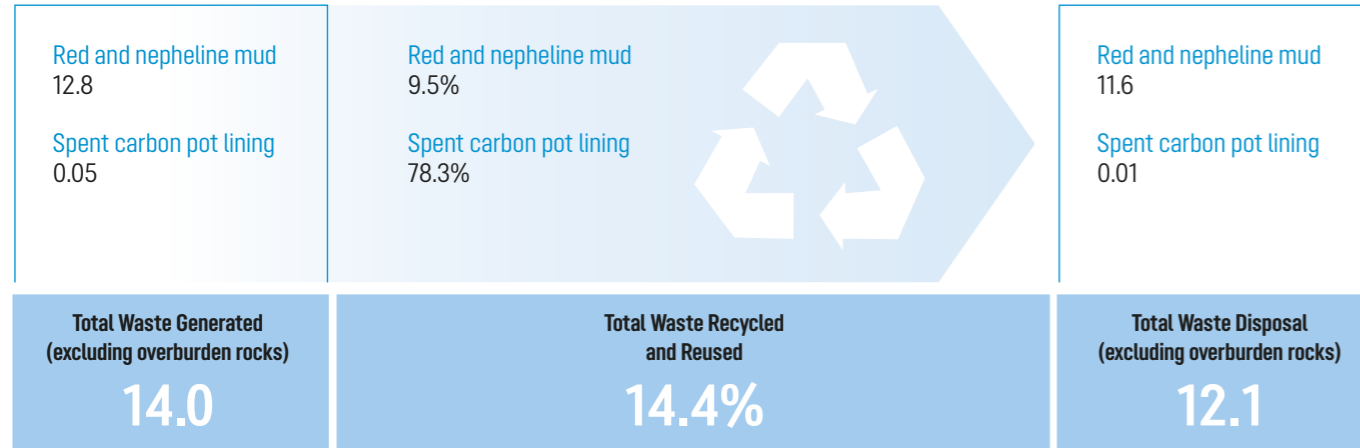 Red and nepheline mud
12.8
Spent carbon pot lining
0.05
Red and nepheline mud
9.5%
Spent carbon pot lining
78.3%
Red and nepheline mud
11.6
Spent carbon pot lining
0.01
Total Waste Generated
(excluding overburden rocks)
14.0
Total Waste Recycled
and Reused
14.4%
Total Waste Disposal
(excluding overburden rocks)
12.1